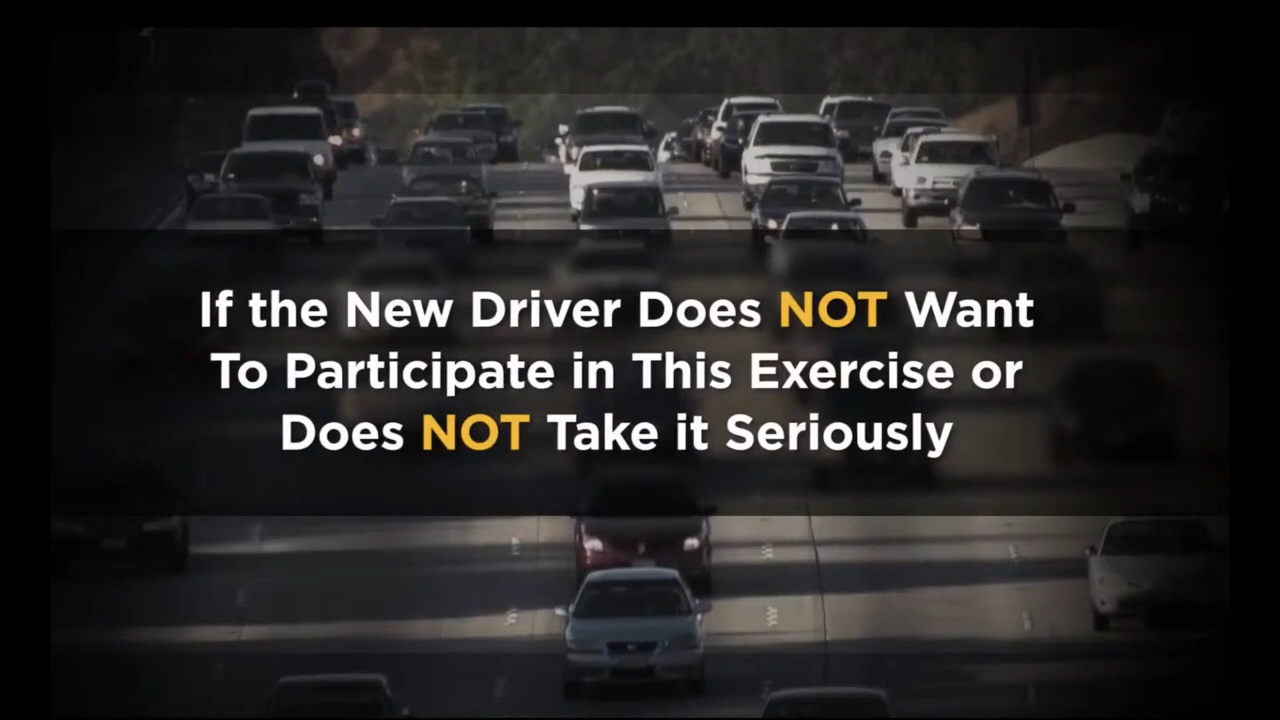 If the New Driver Does NOT Want
To Participate in This Exercise or
Does NOT Take it Seriously